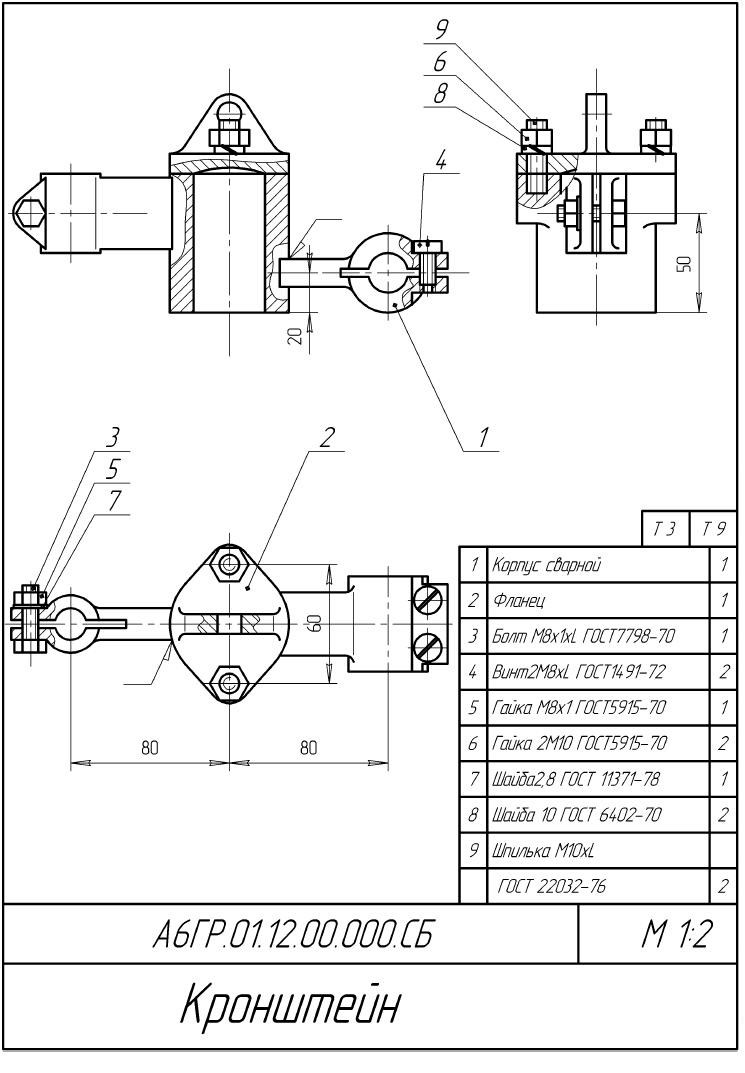 9
6
8
4
50
20
3
5
7
2
1
60
80
80
Т 3 Т 9
1 Корпус сварной 1
2 Фланец 1
3 Болт М8х1хL ГОСТ7798-70 1
4 Винт2М8хL ГОСТ1491-72 2
5 Гайка М8х1 ГОСТ5915-70 1
6 Гайка 2М10 ГОСТ5915-70 2
7 Шайба2,8 ГОСТ 11371-78 1
8 Шайба 10 ГОСТ 6402-70 2
9 Шпилька М10хL
ГОСТ 22032-76 2
А6ГР.01.12.00.000.СБ М 1:2
Кронштейн